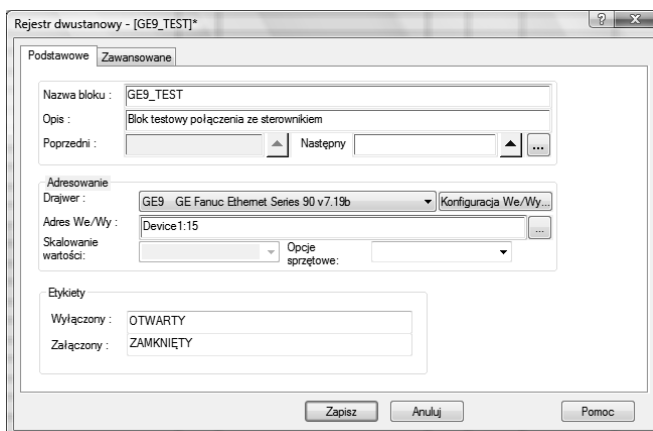 Rejestr dwustanowy - [GE9_TEST]*
Podstawowe Zawansowane
Nazwa bloku : GE9_TEST
Opis : Blok testowy połączenia ze sterownikiem
Poprzedni : Następny ...
Adresowanie
Drajwer : GE9 GE Fanuc Ethernet Series 90 v7.19b Konfiguracja We/Wy...
Adres We/Wy : Device1:15 ...
Skalowanie wartości: Opcje sprzętowe:
Etykiety
Wyłączony : OTWARTY
Załączony : ZAMKNIĘTY
Zapisz Anuluj Pomoc